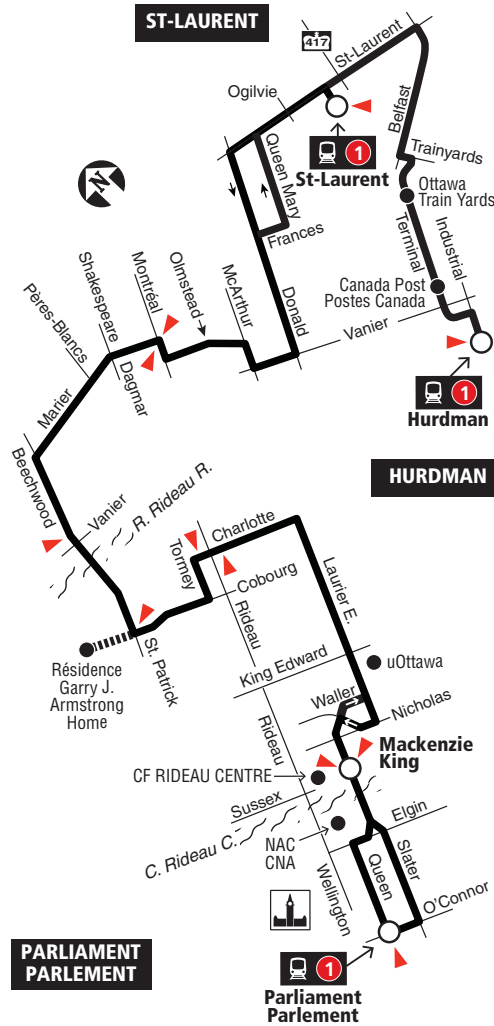 ST-LAURENT
417
St-Laurent
Ogilvie
Belfast
Queen Mary
1
St-Laurent
Trainyards
N
Ottawa
Train Yards
Frances
Terminal
Industrial
Canada Post
Postes Canada
Donald
Vanier
McArthur
Olmstead
Montréal
Shakespeare
Pères-Blancs
Dagmar
Marier
1
Hurdman
HURDMAN
Beechwood
Vanier
R. Rideau R.
Charlotte
Tormey
Cobourg
Rideau
Laurier E.
St. Patrick
Résidence
Garry J.
Armstrong
Home
King Edward
uOttawa
Waller
Nicholas
Rideau
Mackenzie
King
CF RIDEAU CENTRE
Sussex
C. Rideau C.
NAC
CNA
Elgin
Wellington
Queen
Slater
O'Connor
PARLIAMENT
PARLEMENT
1
Parliament
Parlement